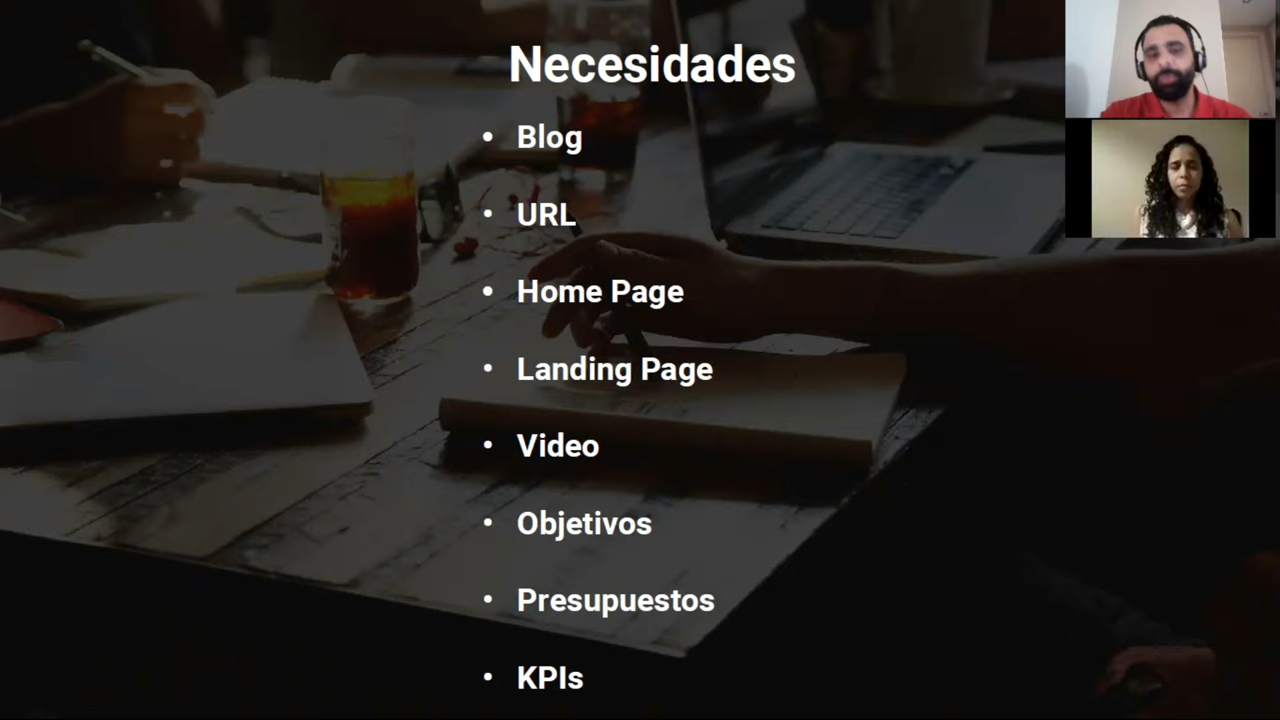 Necesidades
• Blog
• URL
• Home Page
• Landing Page
• Video
• Objetivos
• Presupuestos
• KPIs